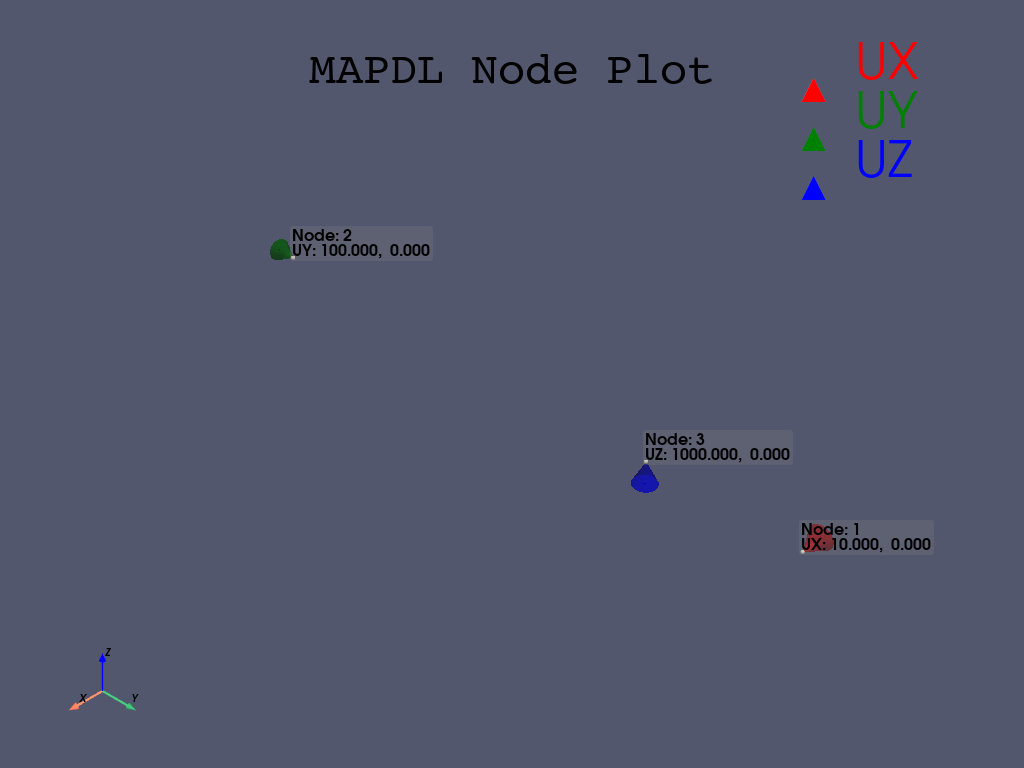 MAPDL Node Plot
UX
UY
UZ
Node: 2
UY: 100.000, 0.000
Node: 3
UZ: 1000.000, 0.000
Node: 1
UX: 10.000, 0.000
Z
X
Y